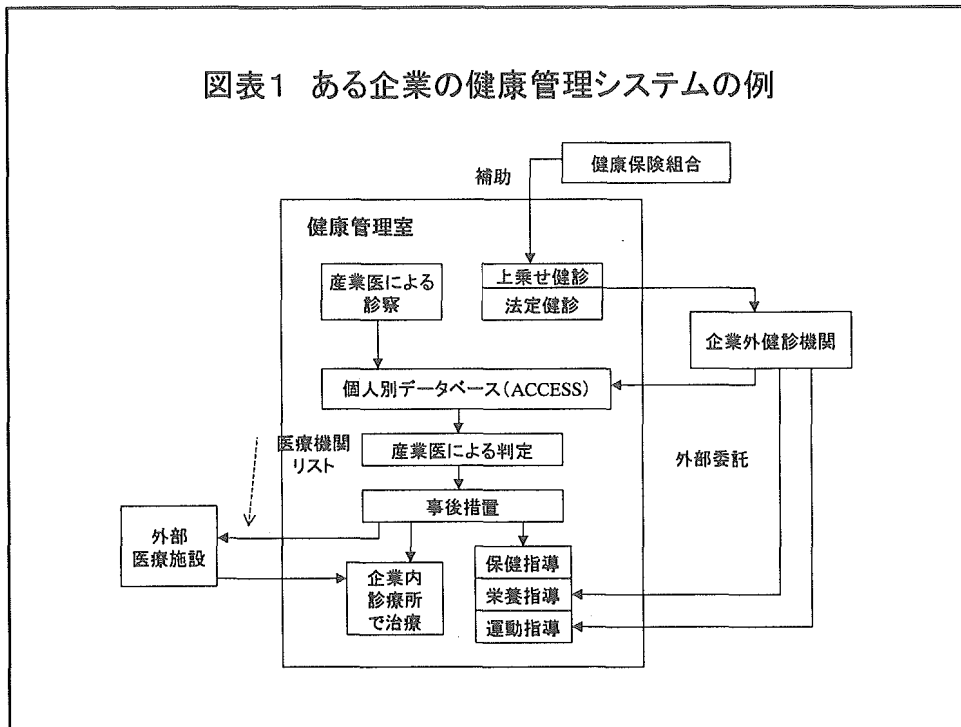 図表1 ある企業の健康管理システムの例
健康保険組合
補助
健康管理室
産業医による
診察
上乗せ健診
法定健診
企業外健診機関
個人別データベース(ACCESS)
医療機関
リスト
産業医による判定
外部委託
事後措置
外部
医療施設
企業内
診療所
で治療
保健指導
栄養指導
運動指導